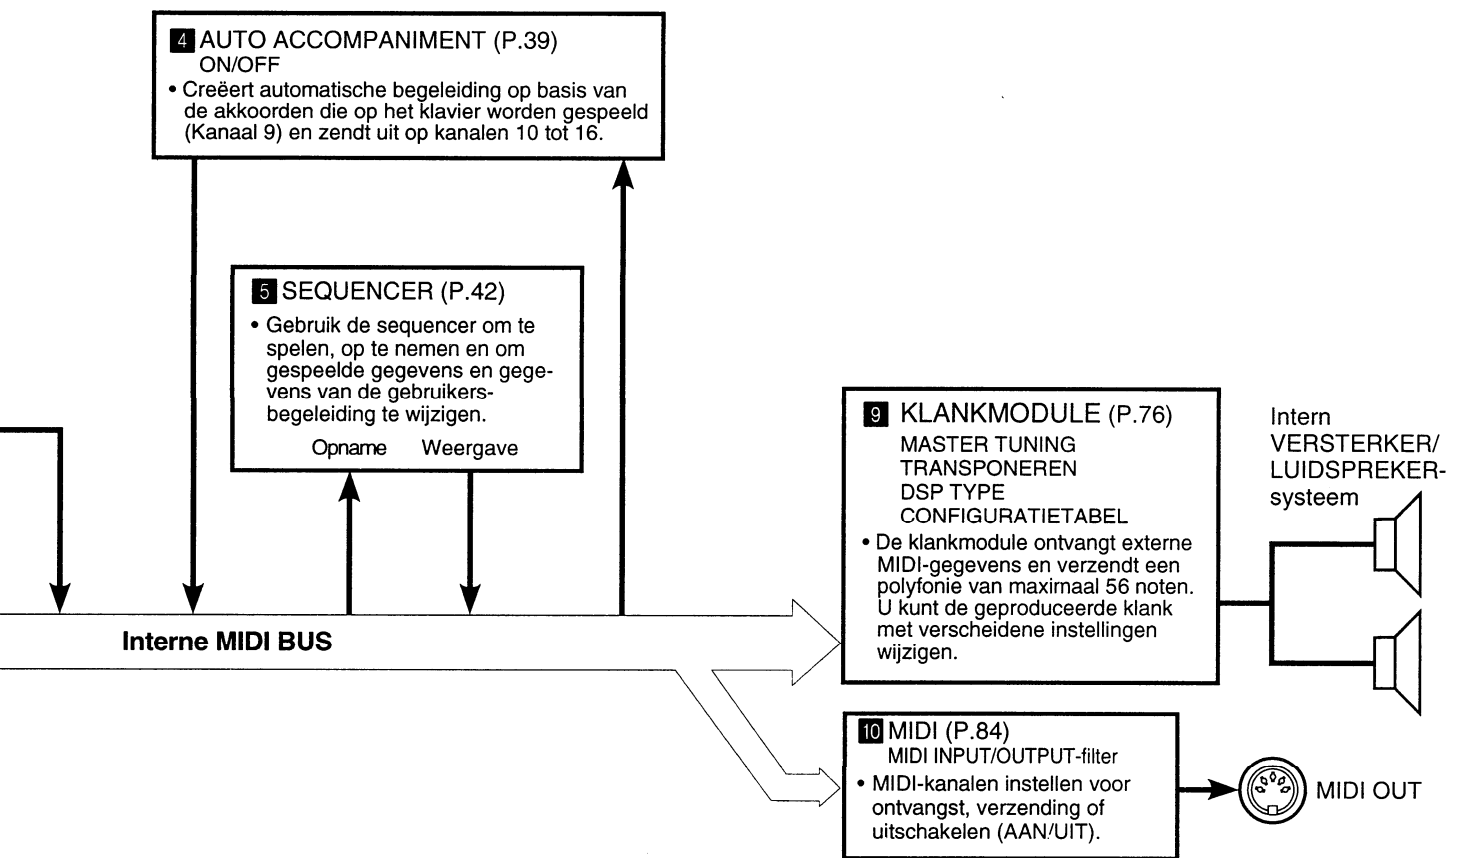 4 AUTO ACCOMPANIMENT (P.39)
ON/OFF
• Creëert automatische begeleiding op basis van
de akkoorden die op het klavier worden gespeeld
(Kanaal 9) en zendt uit op kanalen 10 tot 16.
5 SEQUENCER (P.42)
• Gebruik de sequencer om te
spelen, op te nemen en om
gespeelde gegevens en gege-
vens van de gebruikers-
begeleiding te wijzigen.
Opname Weergave
Interne MIDI BUS
9 KLANKMODULE (P.76)
MASTER TUNING
TRANSPONEREN
DSP TYPE
CONFIGURATIETABEL
• De klankmodule ontvangt externe
MIDI-gegevens en verzendt een
polyfonie van maximaal 56 noten.
U kunt de geproduceerde klank
met verscheidene instellingen
wijzigen.
Intern
VERSTERKER/
LUIDSPREKER-
systeem
10 MIDI (P.84)
MIDI INPUT/OUTPUT-filter
• MIDI-kanalen instellen voor
ontvangst, verzending of
uitschakelen (AAN/UIT).
MIDI OUT